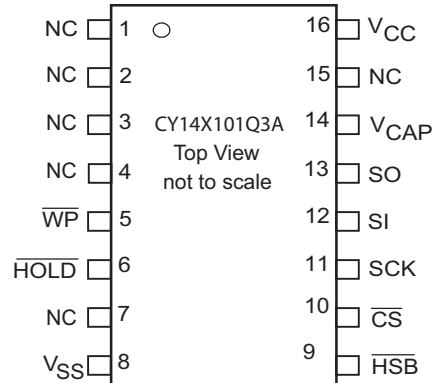 NC 1 16 VCC
NC 2 15 NC
NC 3 CY14X101Q3A 14 VCAP
Top View
NC 4 not to scale 13 SO
WP 5 12 SI
HOLD 6 11 SCK
NC 7 10 CS
VSS 8 9 HSB